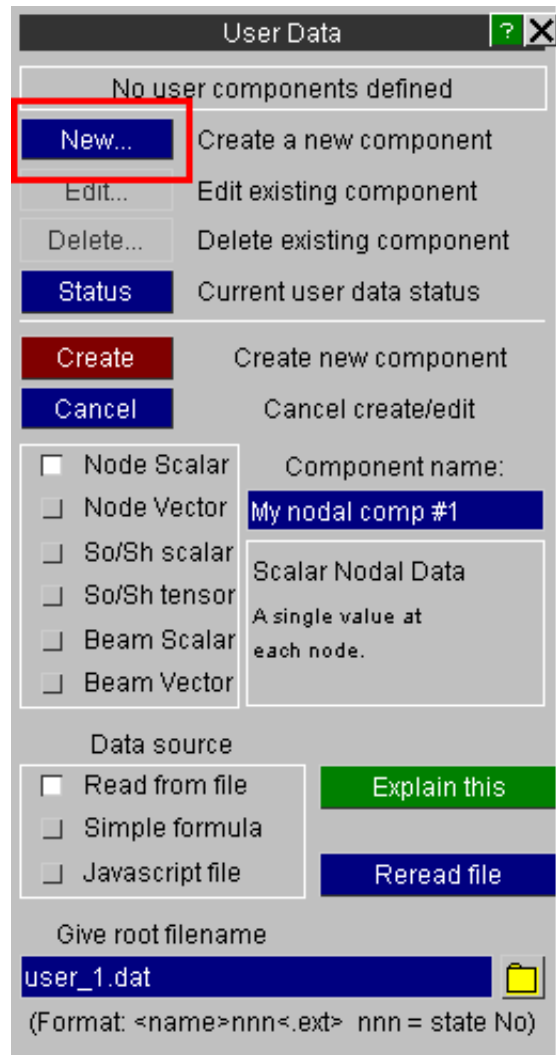 User Data ? X
No user components defined
New... Create a new component
Edit... Edit existing component
Delete... Delete existing component
Status Current user data status
Create Create new component
Cancel Cancel create/edit
Node Scalar Component name:
Node Vector My nodal comp #1
So/Sh scalar Scalar Nodal Data
So/Sh tensor A single value at
Beam Scalar each node.
Beam Vector
Data source
Read from file Explain this
Simple formula
Javascript file Reread file
Give root filename
user_1.dat
(Format: <name>nnn<.ext> nnn = state No)